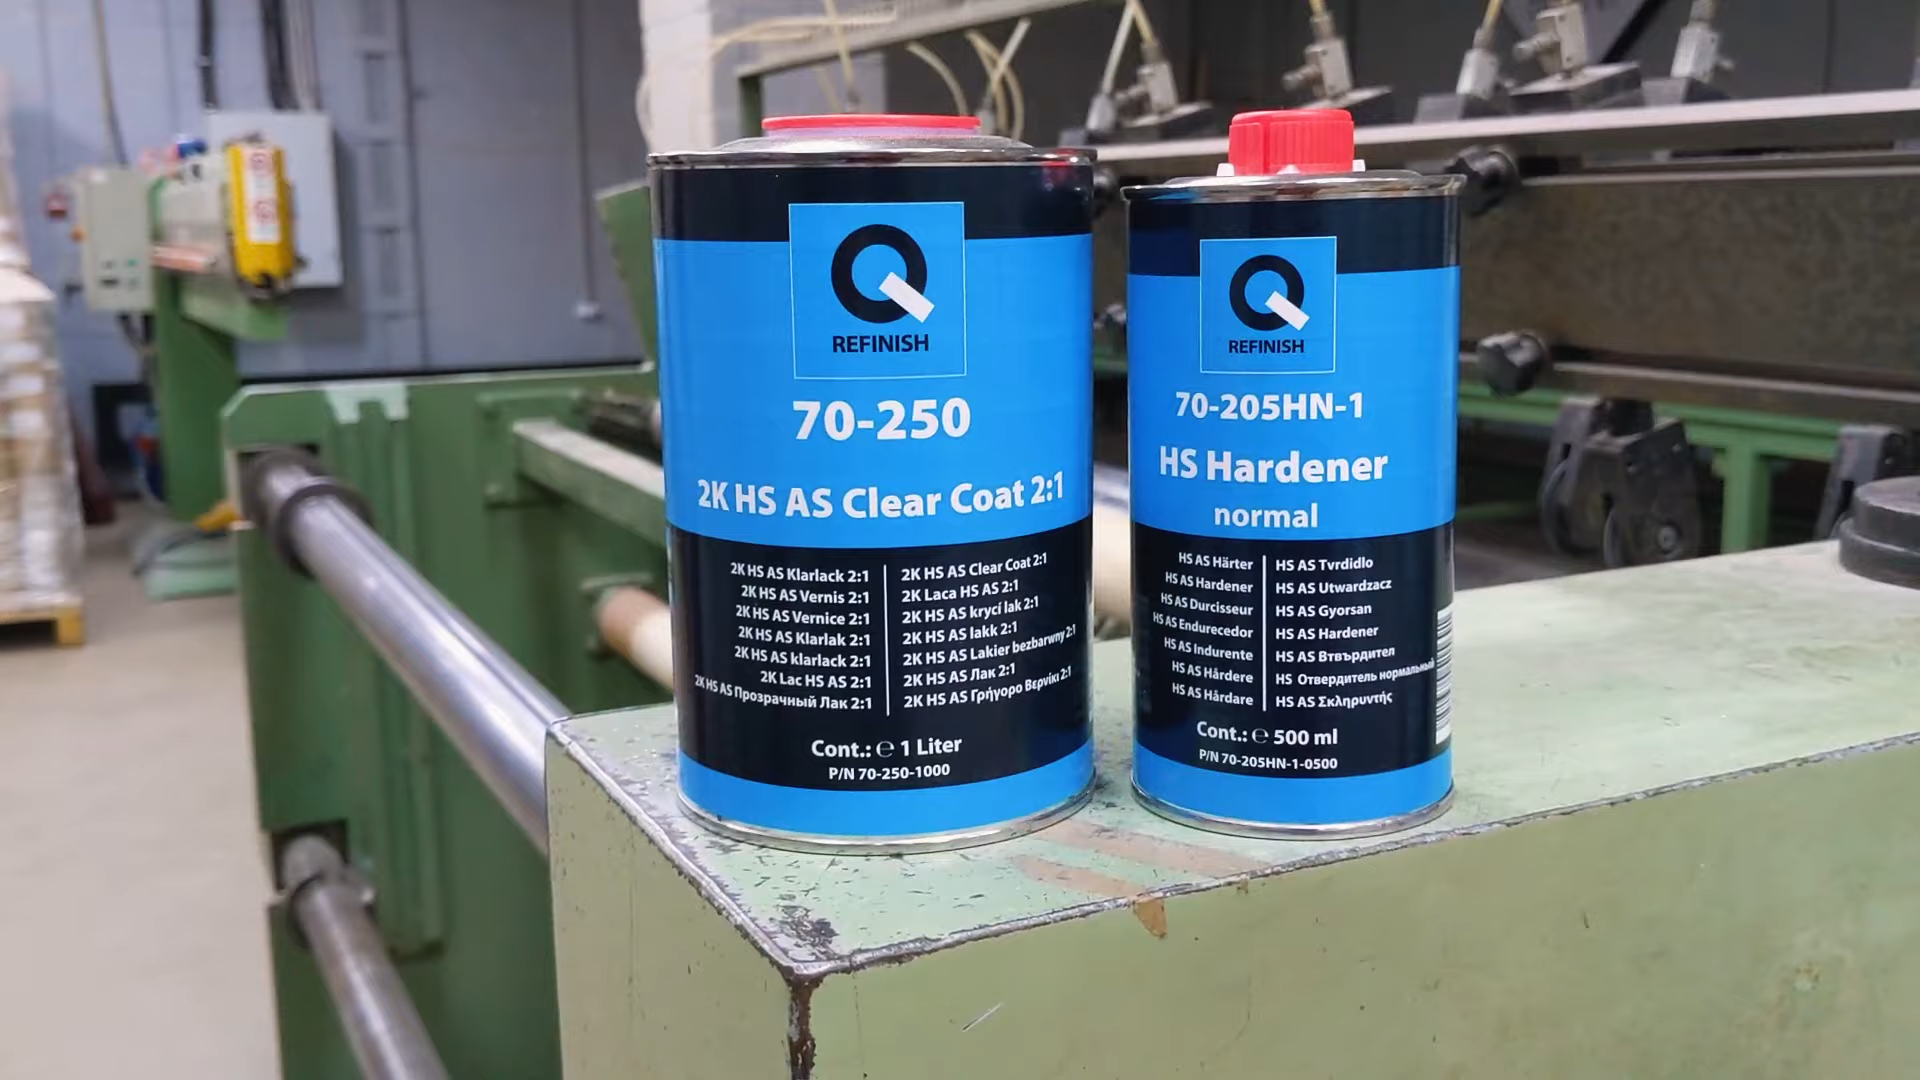 Q
REFINISH
70-250
2K HS AS Clear Coat 2:1
2K HS AS Klarlack 2:1
2K HS AS Vernis 2:1
2K HS AS Vernice 2:1
2K HS AS Klarlak 2:1
2K HS AS klarlack 2:1
2K Lac HS AS 2:1
2K HS AS Прозрачный Лак 2:1
2K HS AS Clear Coat 2:1
2K Laca HS AS 2:1
2K HS AS krycí lak 2:1
2K HS AS lakk 2:1
2K HS AS Lakier bezbarwny 2:1
2K HS AS Лак 2:1
2K HS AS Γρήγορο Βερνίκι 2:1
Cont.: ℮ 1 Liter
P/N 70-250-1000
Q
REFINISH
70-205HN-1
HS Hardener
normal
HS AS Härter
HS AS Hardener
HS AS Durcisseur
HS AS Endurecedor
HS AS Indurente
HS AS Hårdere
HS AS Hårdare
HS AS Tvrdidlo
HS AS Utwardzacz
HS AS Gyorsan
HS AS Hardener
HS AS Втвърдител
HS Отвердитель нормальный
HS AS Σκληρυντής
Cont.: ℮ 500 ml
P/N 70-205HN-1-0500